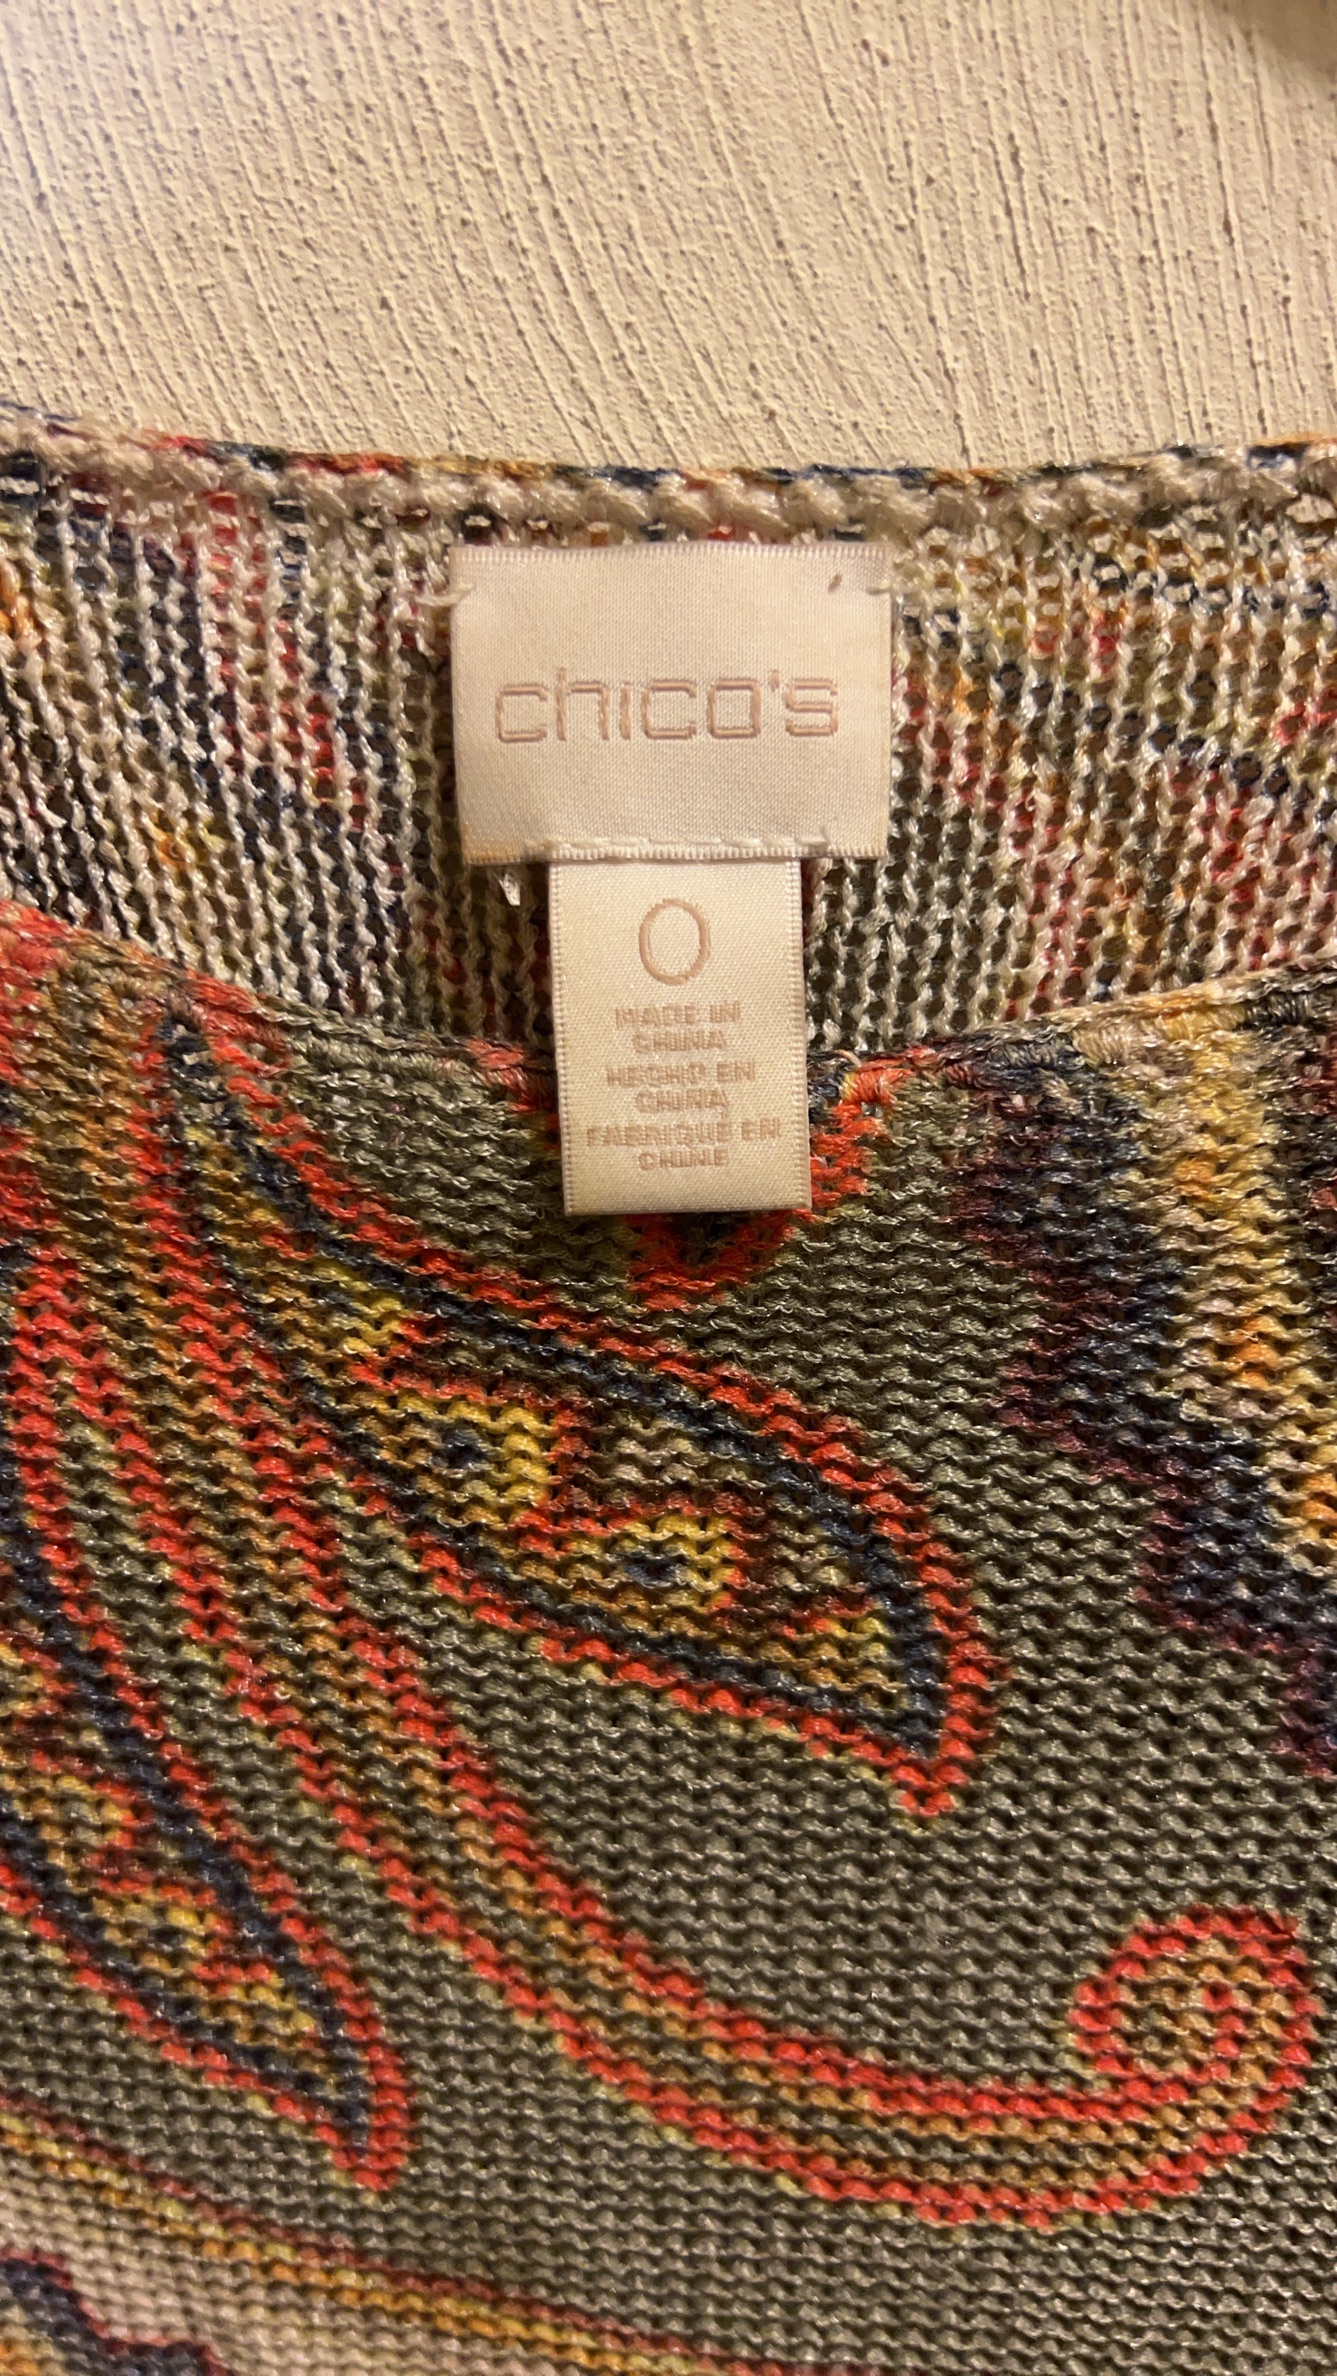 chico's
0
MADE IN
CHINA
HECHO EN
CHINA
FABRIQUE EN
CHINE